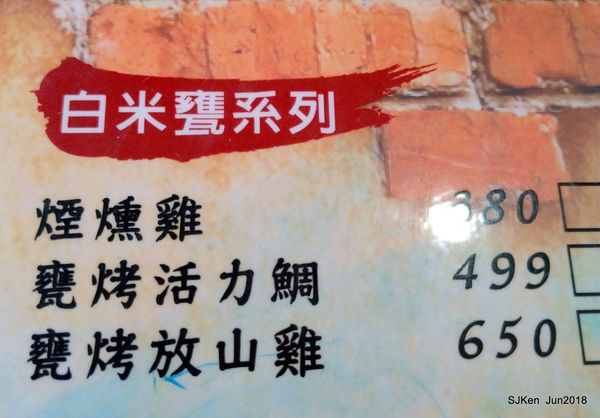 白米甕系列
煙燻雞 380
甕烤活力鯛 499
甕烤放山雞 650
SJKen Jun2018